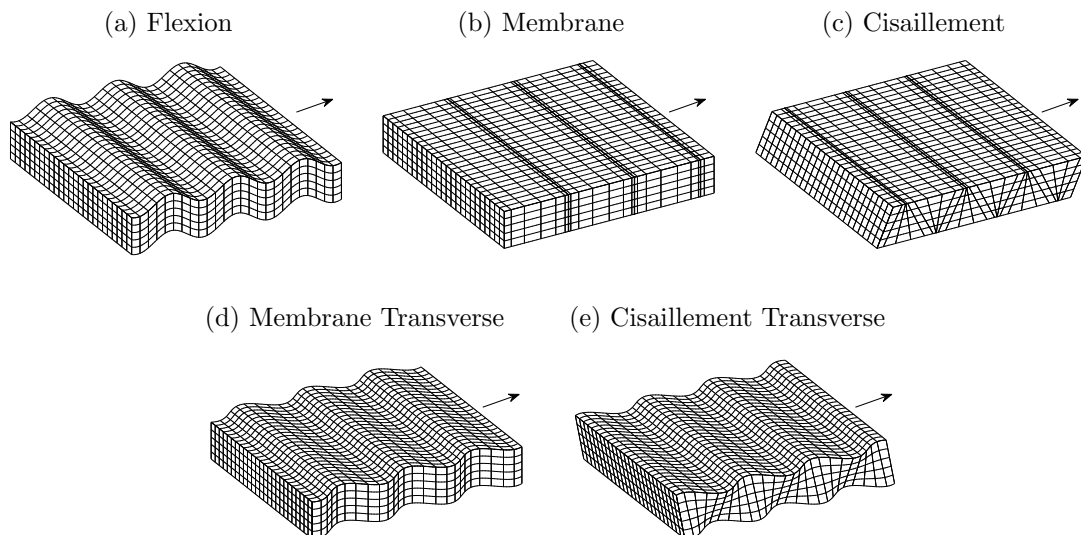 (a) Flexion
(b) Membrane
(c) Cisaillement
(d) Membrane Transverse
(e) Cisaillement Transverse